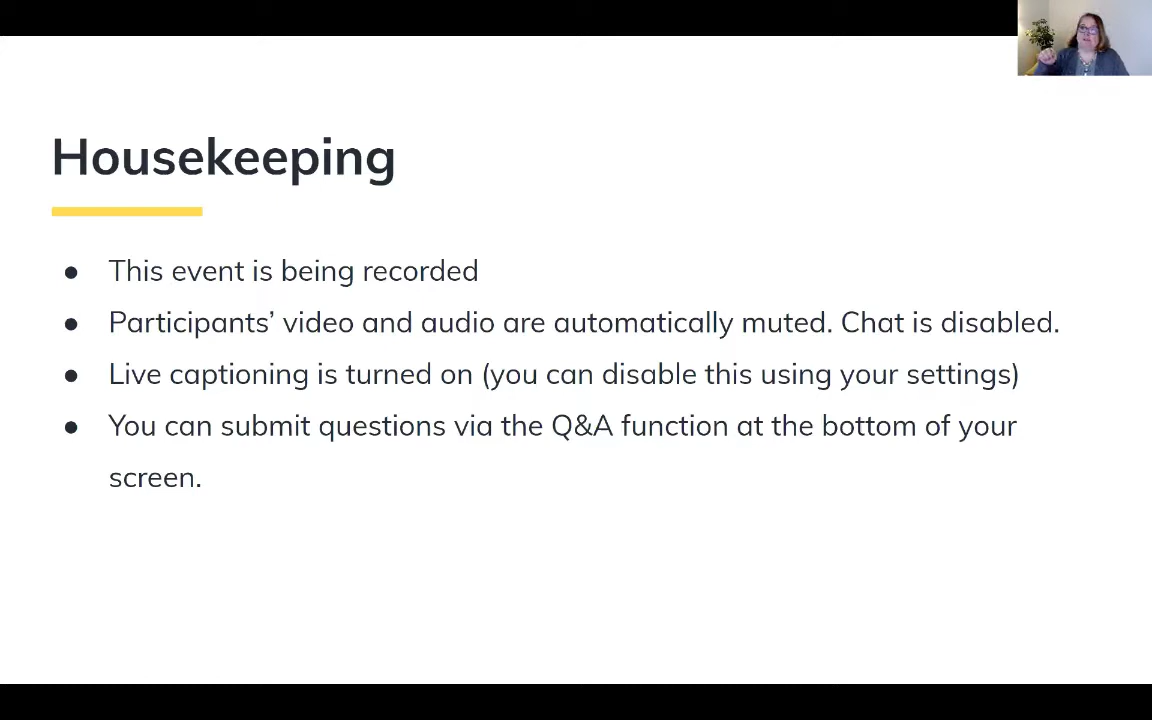 Housekeeping
● This event is being recorded
● Participants’ video and audio are automatically muted. Chat is disabled.
● Live captioning is turned on (you can disable this using your settings)
● You can submit questions via the Q&A function at the bottom of your
screen.